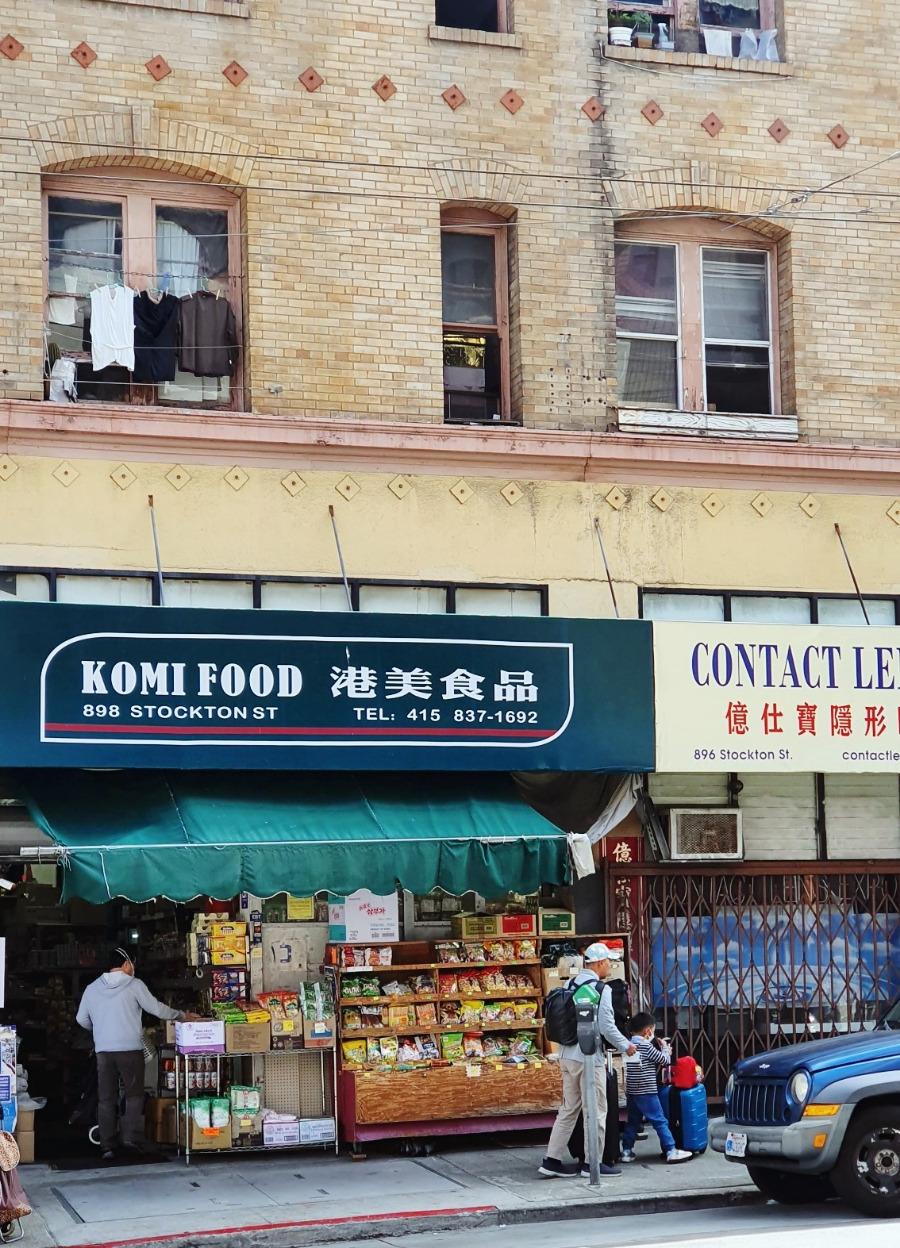 KOMI FOOD 港美食品
898 STOCKTON ST TEL: 415 837-1692
CONTACT LE
億仕寶隱形
896 Stockton St. contactle
億